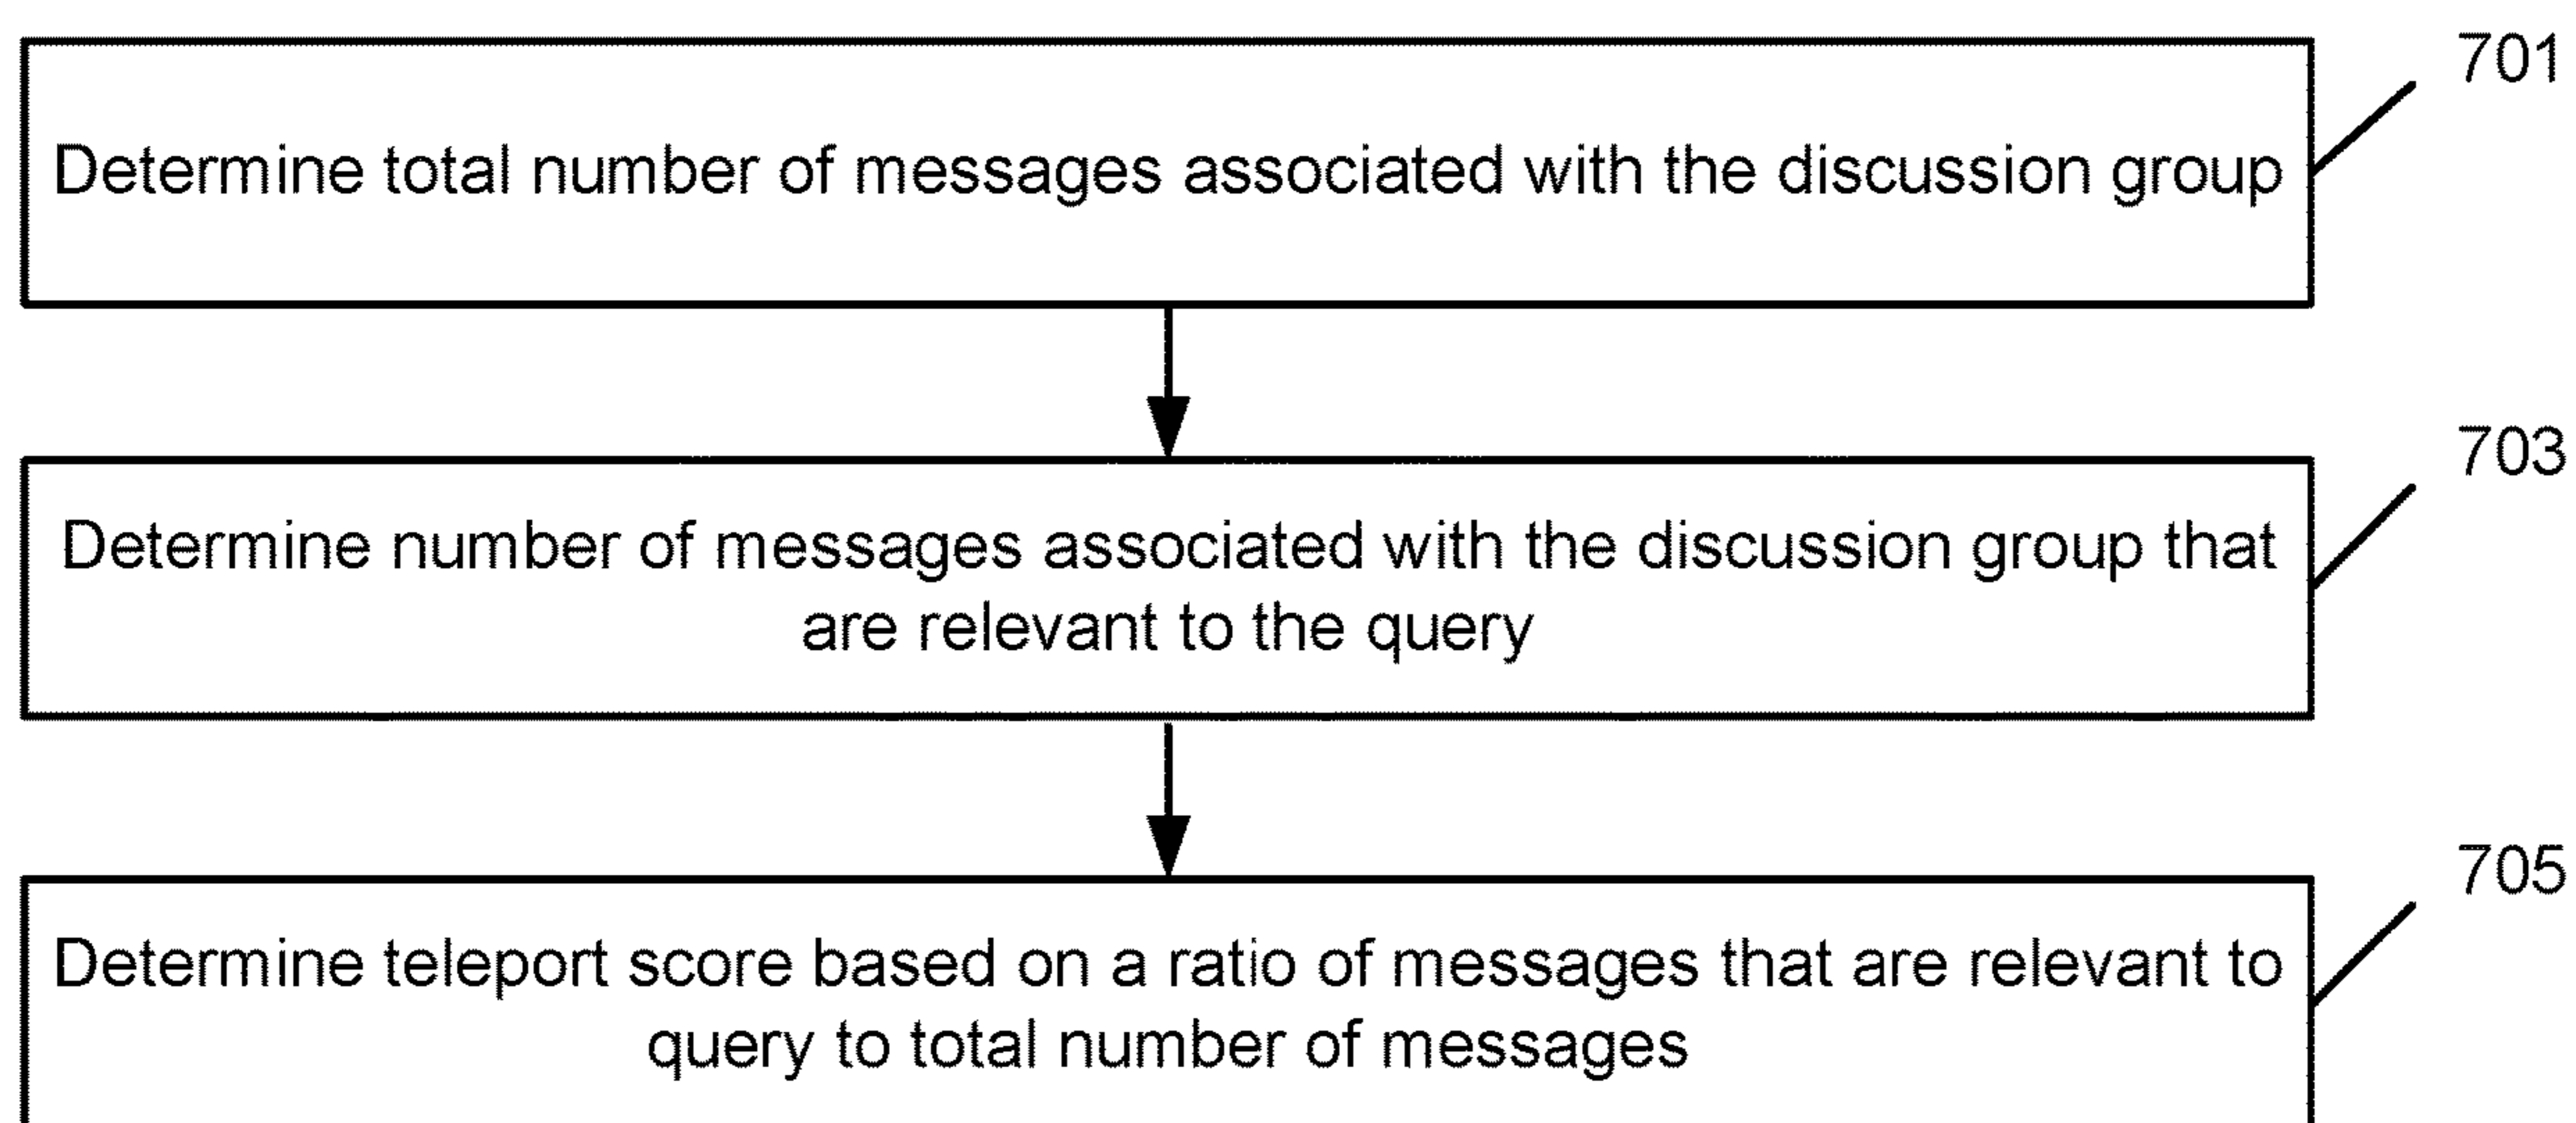 701
Determine total number of messages associated with the discussion group
703
Determine number of messages associated with the discussion group that
are relevant to the query
705
Determine teleport score based on a ratio of messages that are relevant to
query to total number of messages